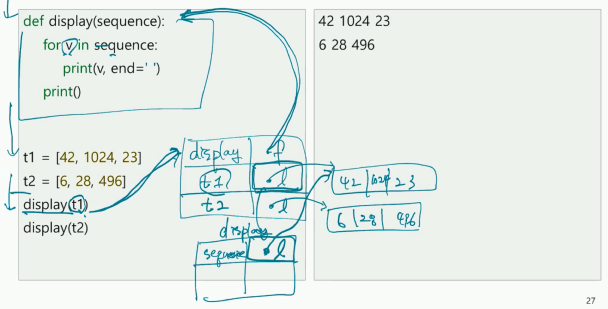 def display(sequence):
for v in sequence:
print(v, end=' ')
print()
t1 = [42, 1024, 23]
t2 = [6, 28, 496]
display(t1)
display(t2)
42 1024 23
6 28 496
display f
t1 l
t2 l
42 1024 23
6 28 496
display
sequence l
27